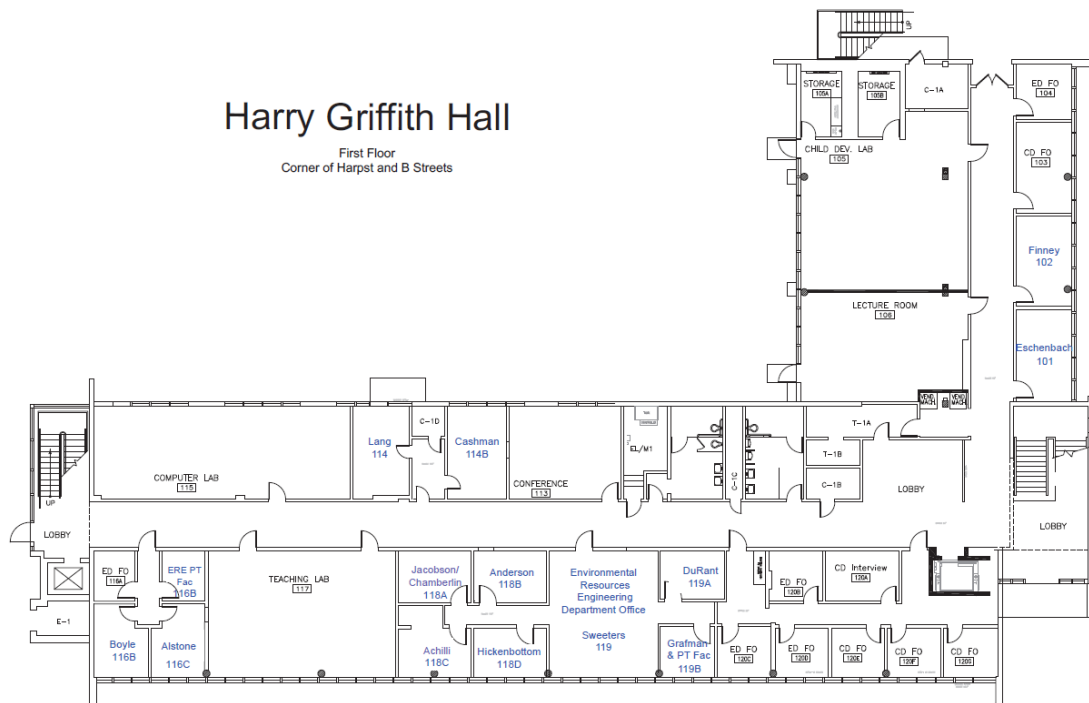 Harry Griffith Hall
First Floor
Corner of Harpst and B Streets
UP
STORAGE
105A
STORAGE
105B
C-1A
ED FO
104
CHILD DEV. LAB
105
CD FO
103
Finney
102
LECTURE ROOM
106
Eschenbach
101
VEND.
MACH.
VEND.
MACH.
T-1A
T-1B
C-1B
LOBBY
LOBBY
UP
LOBBY
COMPUTER LAB
115
Lang
114
C-1D
Cashman
114B
CONFERENCE
113
EL/M1
C-1C
ED FO
116A
ERE PT
Fac
116B
TEACHING LAB
117
Jacobson/
Chamberlin
118A
Anderson
118B
Environmental
Resources
Engineering
Department Office
Sweeters
119
DuRant
119A
ED FO
120B
CD Interview
120A
E-1
Boyle
116B
Alstone
116C
Achilli
118C
Hickenbottom
118D
Grafman
& PT Fac
119B
ED FO
120C
ED FO
120D
CD FO
120E
CD FO
120F
CD FO
120G